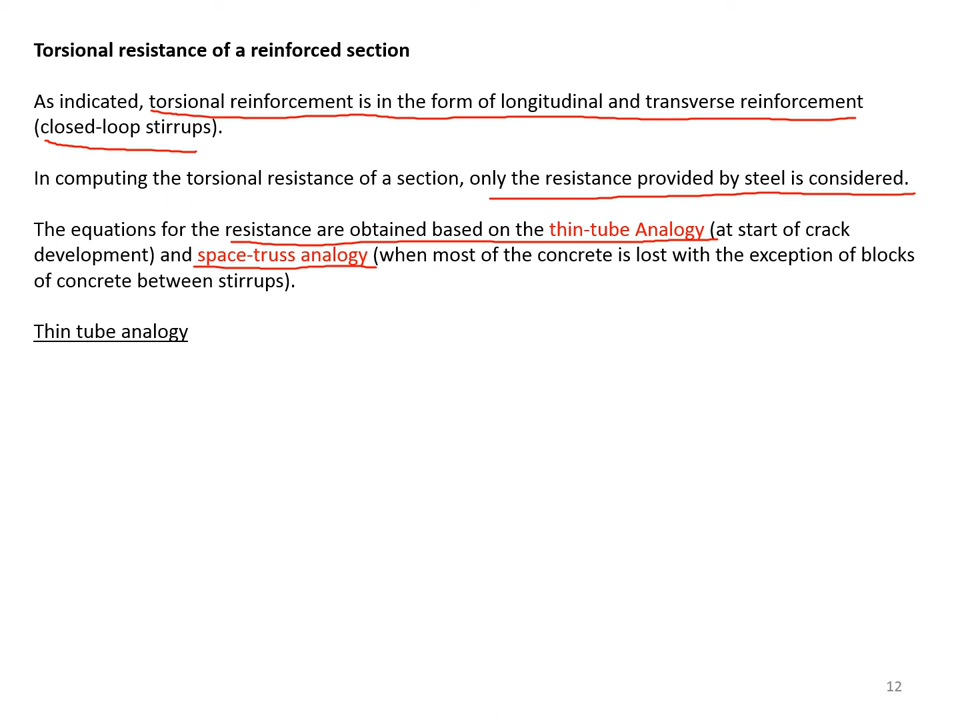 Torsional resistance of a reinforced section
As indicated, torsional reinforcement is in the form of longitudinal and transverse reinforcement
(closed-loop stirrups).
In computing the torsional resistance of a section, only the resistance provided by steel is considered.
The equations for the resistance are obtained based on the thin-tube Analogy (at start of crack
development) and space-truss analogy (when most of the concrete is lost with the exception of blocks
of concrete between stirrups).
Thin tube analogy
12